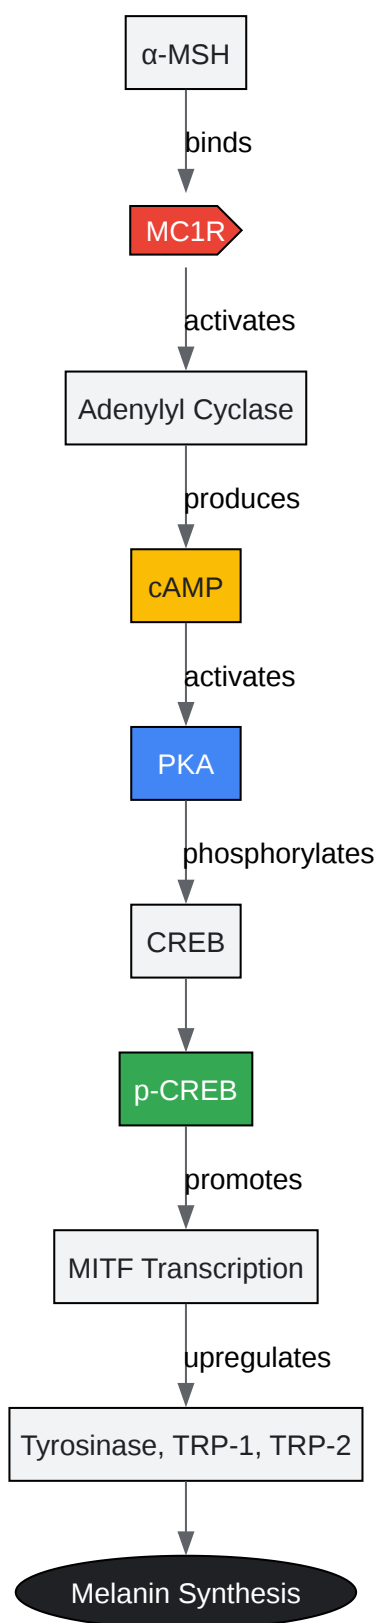 α-MSH
binds
MC1R
activates
Adenylyl Cyclase
produces
cAMP
activates
PKA
phosphorylates
CREB
p-CREB
promotes
MITF Transcription
upregulates
Tyrosinase, TRP-1, TRP-2
Melanin Synthesis